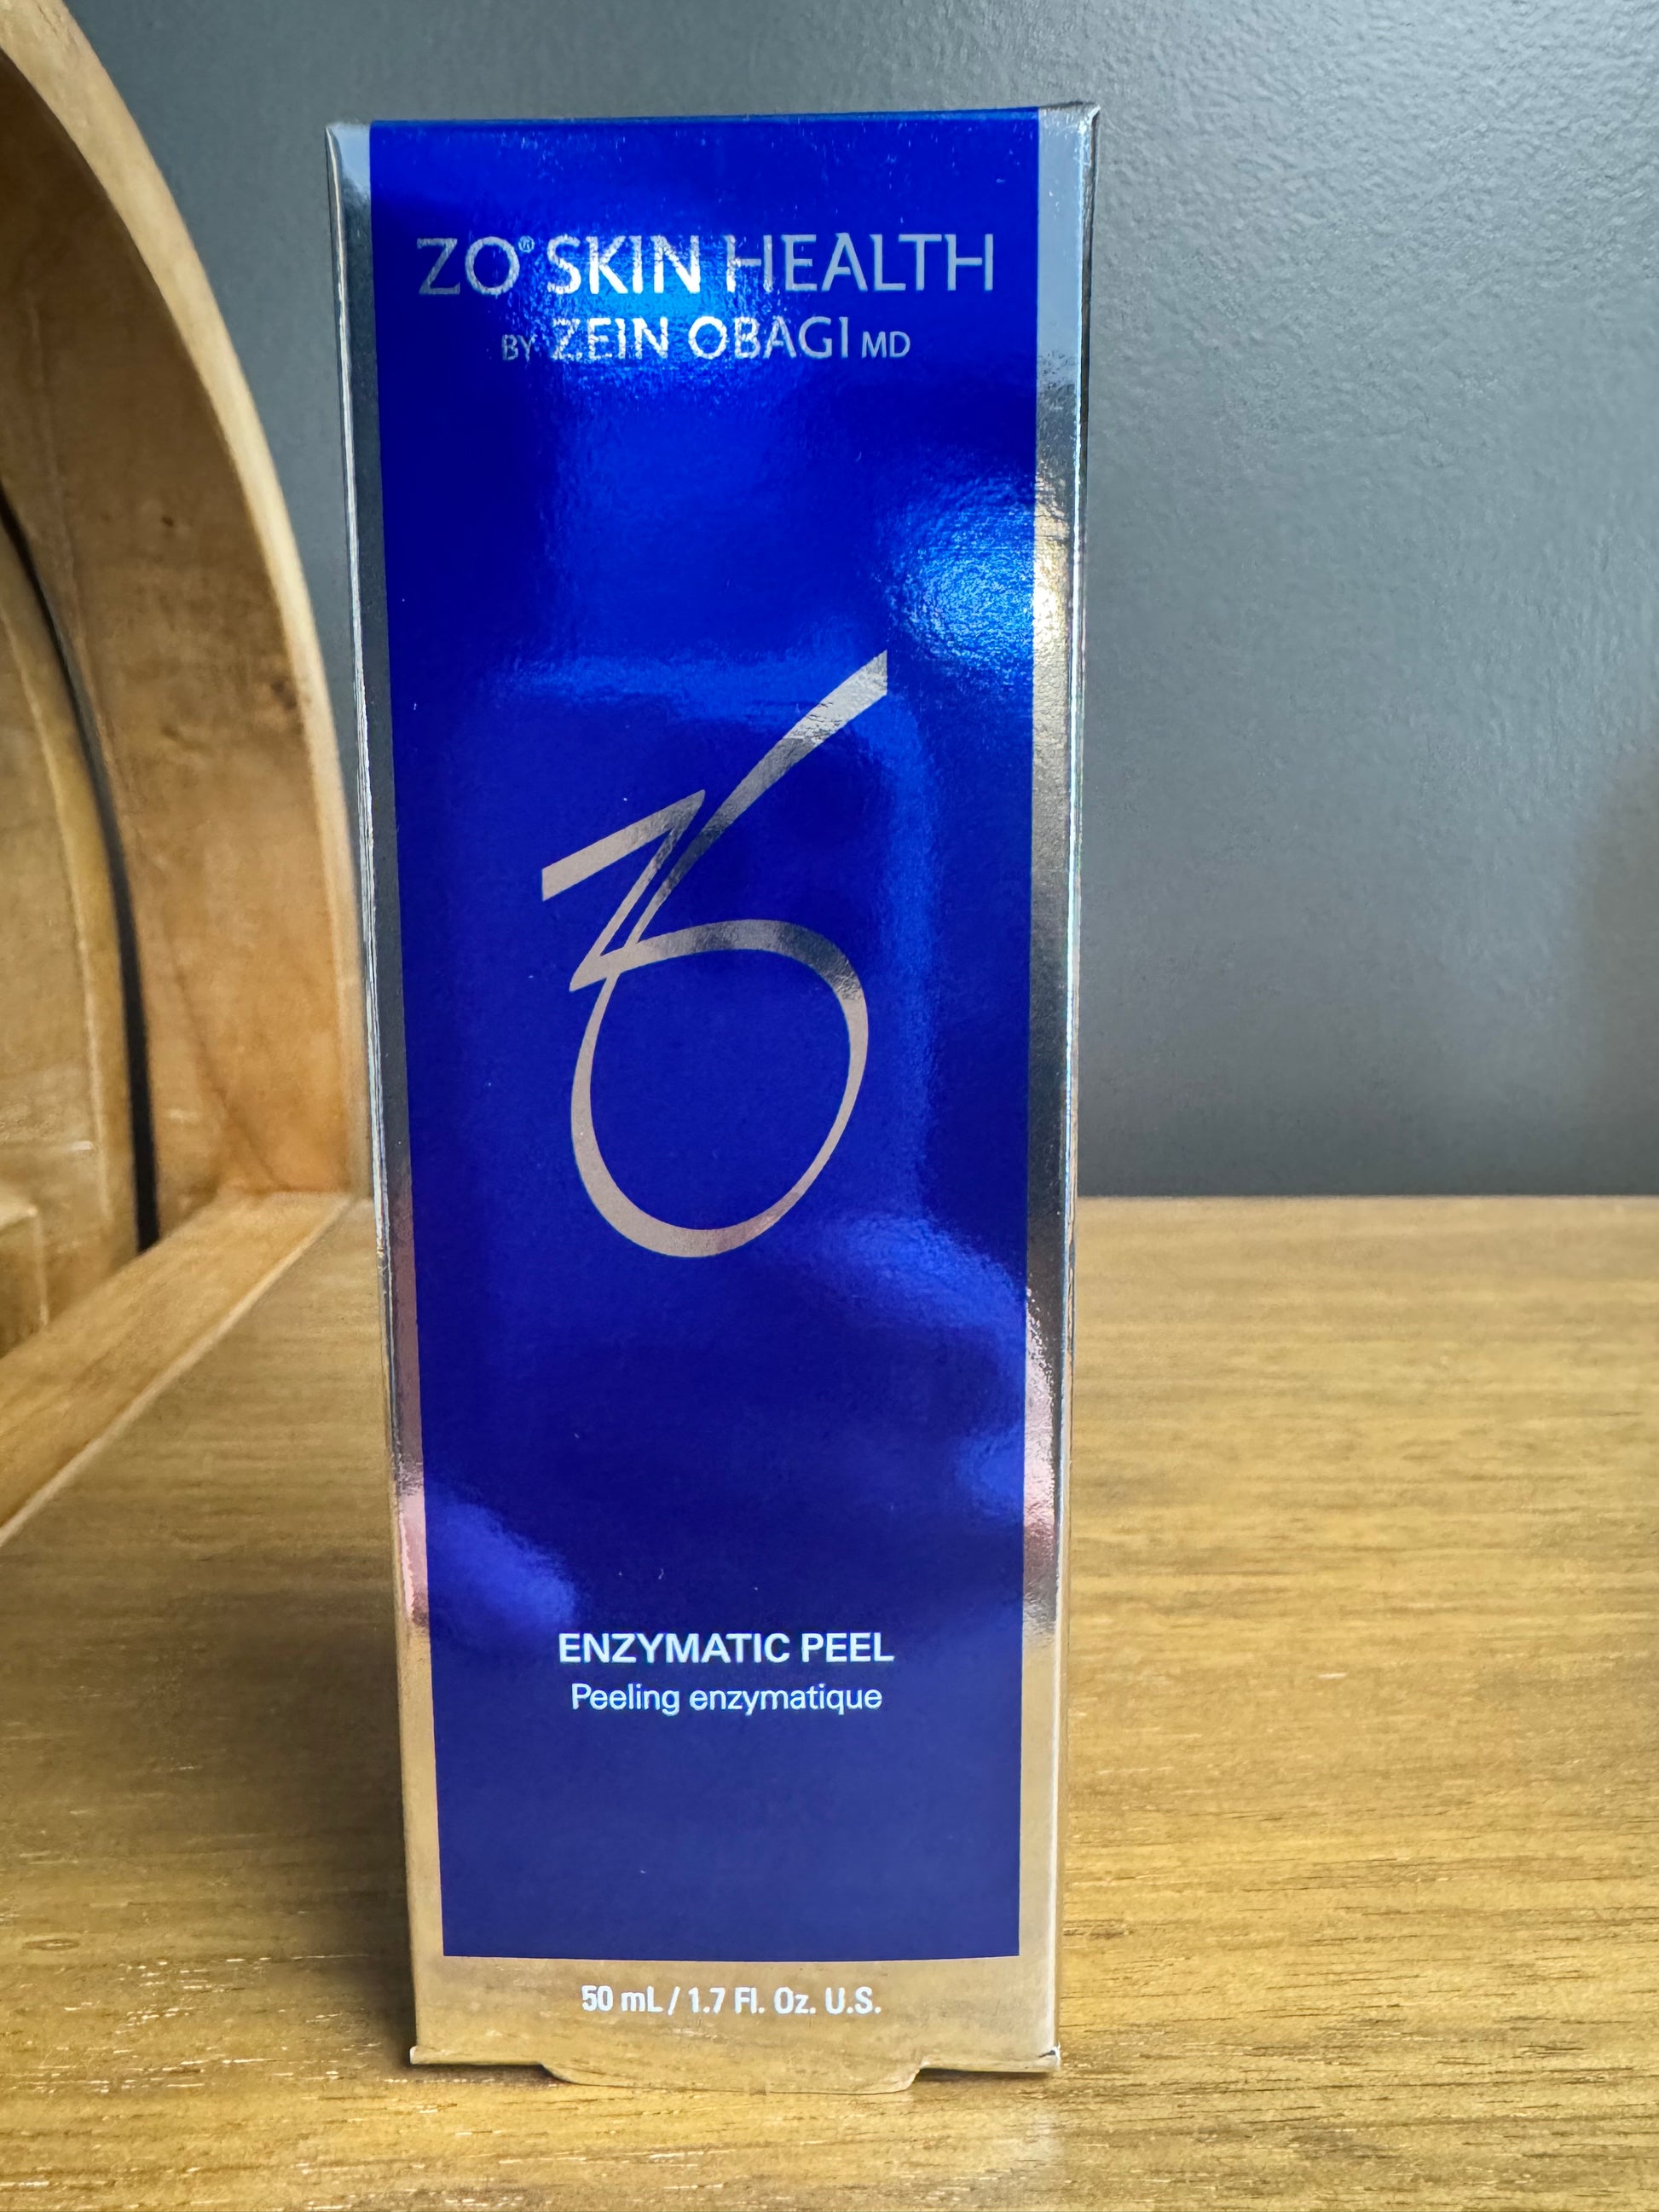 ZO® SKIN HEALTH
BY ZEIN OBAGI MD
ZO
ENZYMATIC PEEL
Peeling enzymatique
50 mL / 1.7 Fl. Oz. U.S.